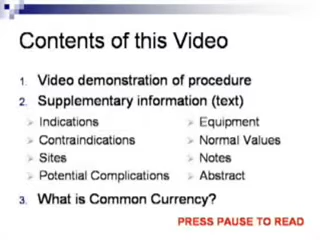 Contents of this Video
1. Video demonstration of procedure
2. Supplementary information (text)
Indications
Contraindications
Sites
Potential Complications
Equipment
Normal Values
Notes
Abstract
3. What is Common Currency?
PRESS PAUSE TO READ